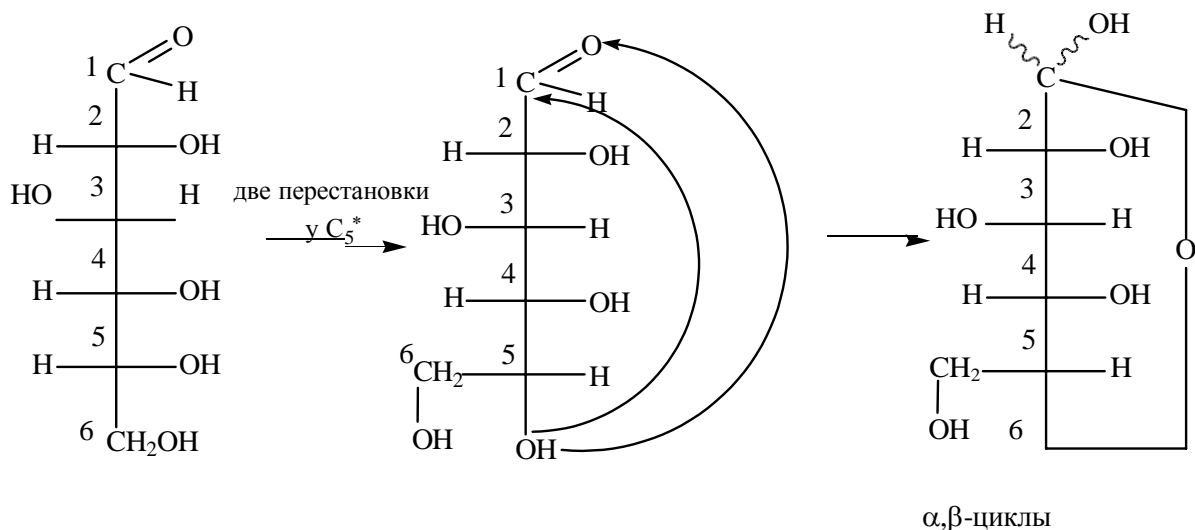 O
1 C
H
2
H OH
HO 3 H
4
H OH
5
H OH
6 CH₂OH
две перестановки
у C₅*
O
1 C
H
2
H OH
3
HO H
4
H OH
6 5
CH₂ H
OH OH
H OH
C
2
H OH
3
HO H
O
4
H OH
5
CH₂ H
OH 6
α,β-циклы